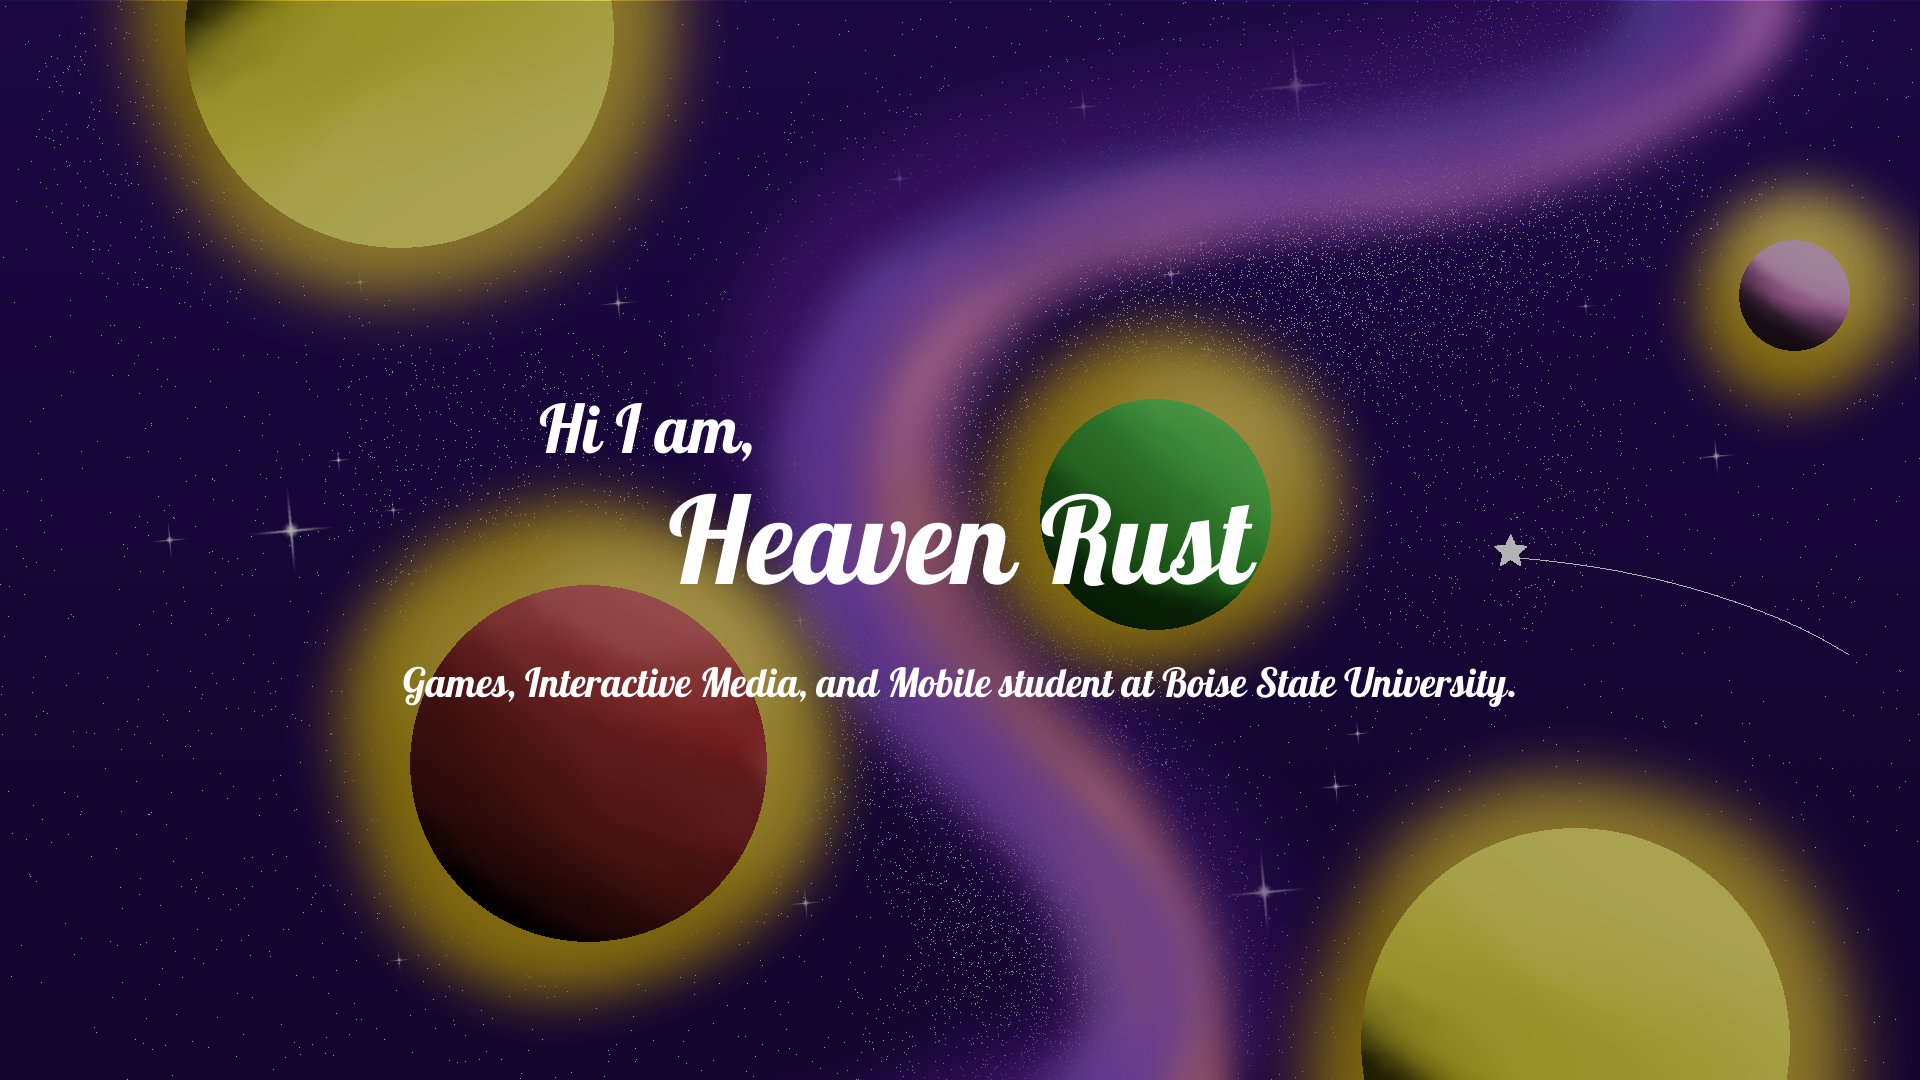 Hi I am,
Heaven Rust
Games, Interactive Media, and Mobile student at Boise State University.